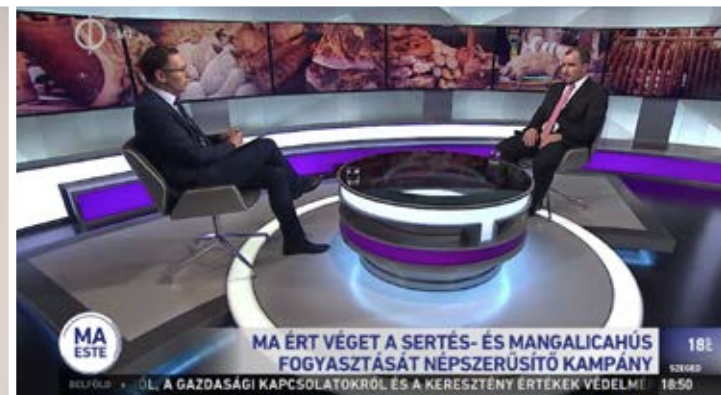 MA
ESTE
MA ÉRT VÉGET A SERTÉS- ÉS MANGALICAHÚS
FOGYASZTÁSÁT NÉPSZERŰSÍTŐ KAMPÁNY
18
SZEGED
BELFÖLD
ÓL, A GAZDASÁGI KAPCSOLATOKRÓL ÉS A KERESZTÉNY ÉRTÉKEK VÉDELMÉ
18:50